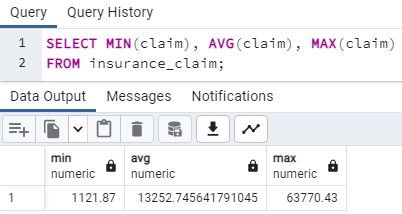 Query Query History
1 SELECT MIN(claim), AVG(claim), MAX(claim)
2 FROM insurance_claim;
Data Output Messages Notifications
min avg max
numeric numeric numeric
1 1121.87 13252.745641791045 63770.43